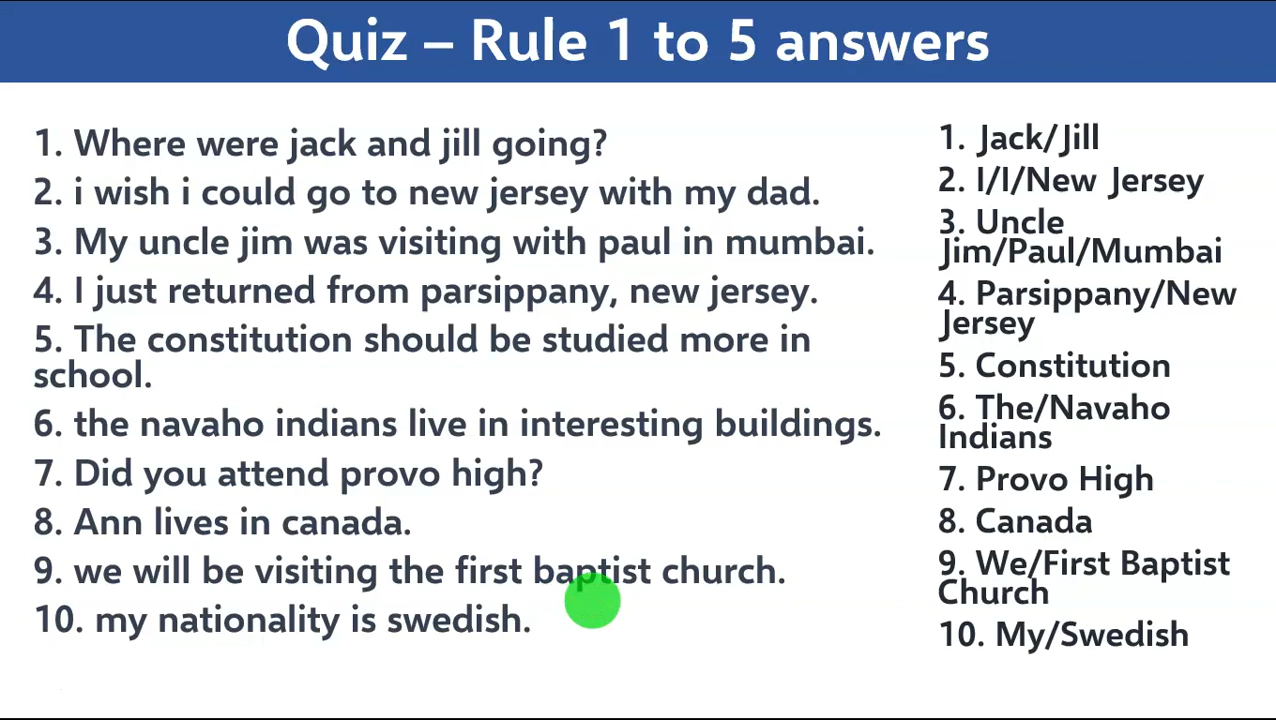 Quiz – Rule 1 to 5 answers
1. Where were jack and jill going?
2. i wish i could go to new jersey with my dad.
3. My uncle jim was visiting with paul in mumbai.
4. I just returned from parsippany, new jersey.
5. The constitution should be studied more in
school.
6. the navaho indians live in interesting buildings.
7. Did you attend provo high?
8. Ann lives in canada.
9. we will be visiting the first baptist church.
10. my nationality is swedish.
1. Jack/Jill
2. I/I/New Jersey
3. Uncle
Jim/Paul/Mumbai
4. Parsippany/New
Jersey
5. Constitution
6. The/Navaho
Indians
7. Provo High
8. Canada
9. We/First Baptist
Church
10. My/Swedish